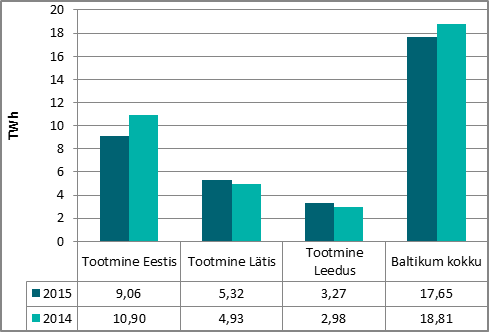 20
18
16
14
12
10
8
6
4
2
0
TWh
Tootmine Eestis Tootmine Lätis Tootmine Leedus Baltikum kokku
2015 9,06 5,32 3,27 17,65
2014 10,90 4,93 2,98 18,81